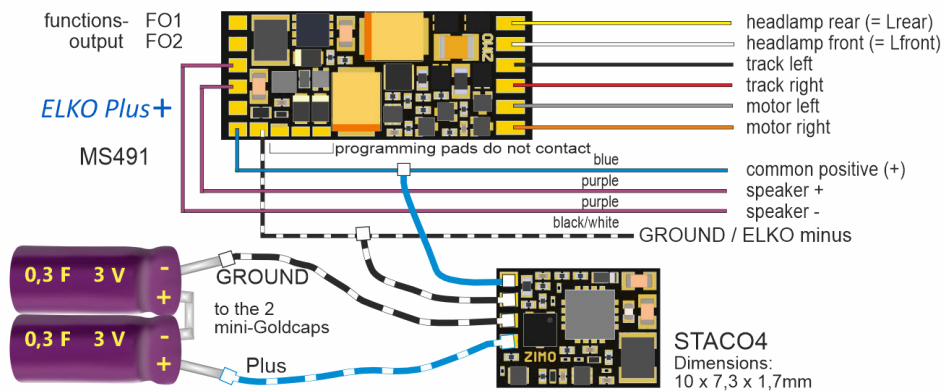 functions- FO1
output FO2
ELKO Plus+
MS491
ZIMO
headlamp rear (= Lrear)
headlamp front (= Lfront)
track left
track right
motor left
motor right
programming pads do not contact
blue
common positive (+)
purple
speaker +
purple
speaker -
black/white
GROUND / ELKO minus
0,3 F 3 V - +
0,3 F 3 V - +
GROUND
to the 2
mini-Goldcaps
Plus
ZIMO
STACO4
Dimensions:
10 x 7,3 x 1,7mm